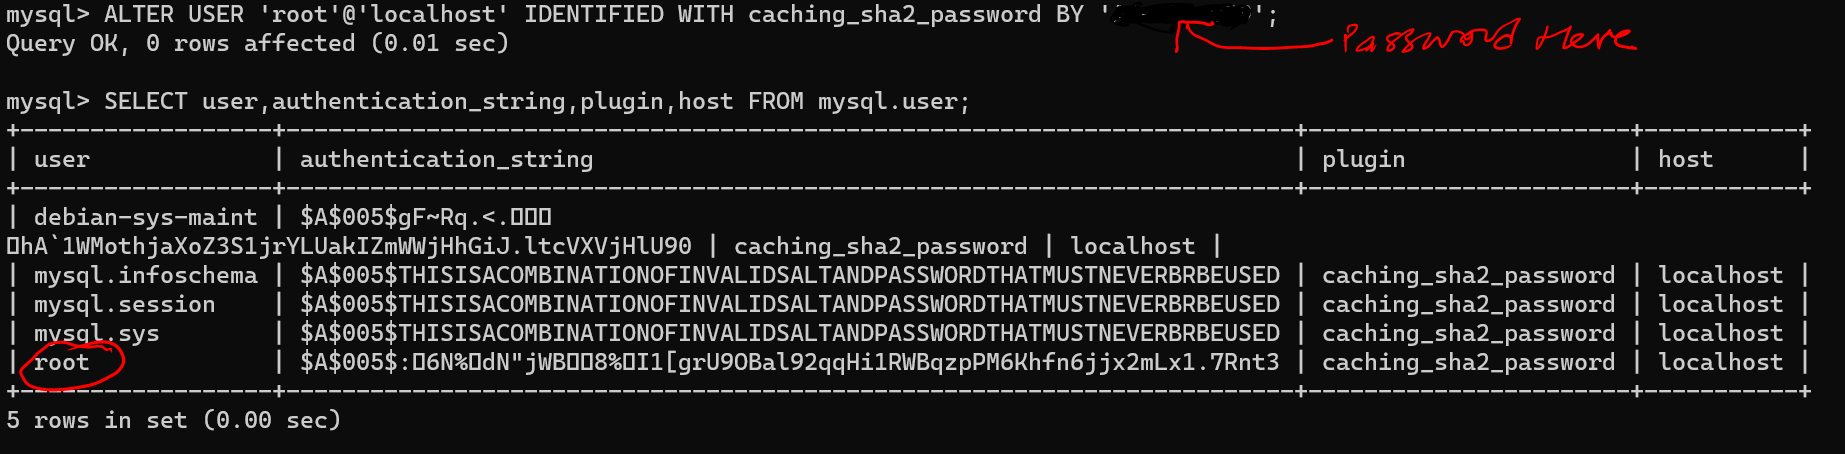 mysql> ALTER USER 'root'@'localhost' IDENTIFIED WITH caching_sha2_password BY '';
Password Here
Query OK, 0 rows affected (0.01 sec)
mysql> SELECT user,authentication_string,plugin,host FROM mysql.user;
+------------------+------------------------------------------------------------------------+-----------------------+-----------+
| user | authentication_string | plugin | host |
+------------------+------------------------------------------------------------------------+-----------------------+-----------+
| debian-sys-maint | $A$005$gF~Rq.<.▯▯▯
▯hA`1WMothjaXoZ3S1jrYLUakIZmWWjHhGiJ.ltcVXVjHlU90 | caching_sha2_password | localhost |
| mysql.infoschema | $A$005$THISISACOMBINATIONOFINVALIDSALTANDPASSWORDTHATMUSTNEVERBRBEUSED | caching_sha2_password | localhost |
| mysql.session | $A$005$THISISACOMBINATIONOFINVALIDSALTANDPASSWORDTHATMUSTNEVERBRBEUSED | caching_sha2_password | localhost |
| mysql.sys | $A$005$THISISACOMBINATIONOFINVALIDSALTANDPASSWORDTHATMUSTNEVERBRBEUSED | caching_sha2_password | localhost |
| root | $A$005$:▯6N%▯dN"jWB▯▯8%▯I1[grU9OBal92qqHi1RWBqzpPM6Khfn6jjx2mLx1.7Rnt3 | caching_sha2_password | localhost |
+------------------+------------------------------------------------------------------------+-----------------------+-----------+
5 rows in set (0.00 sec)